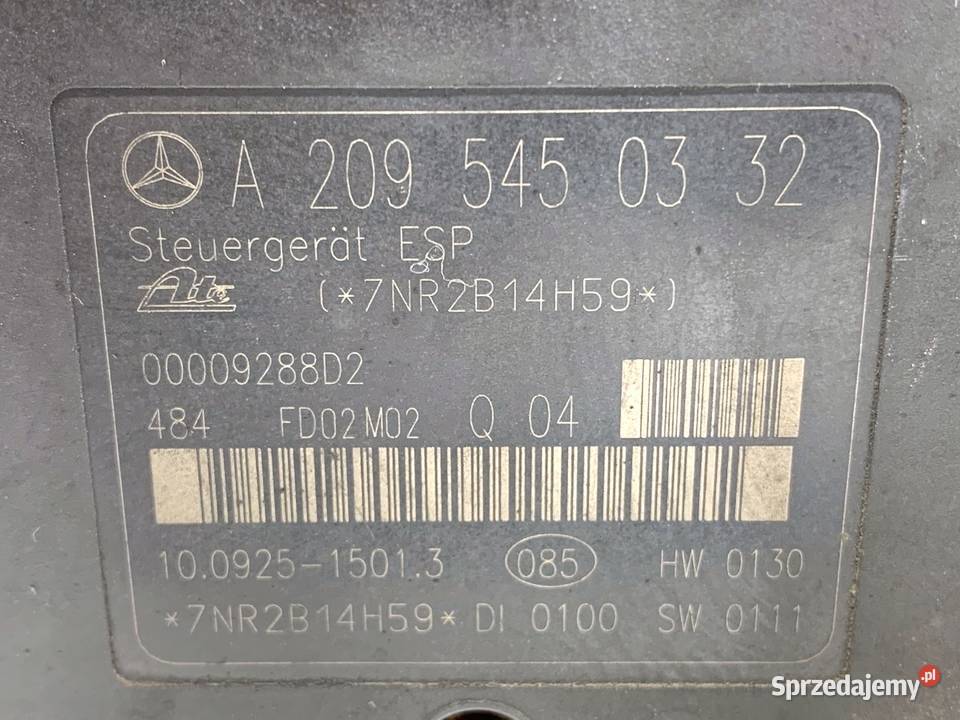 A 209 545 03 32
Steuergerät ESP
Ate (*7NR2B14H59*)
00009288D2
484 FD02M02 Q 04
10.0925-1501.3 085 HW 0130
*7NR2B14H59* DI 0100 SW 0111
Sprzedajemy.pl